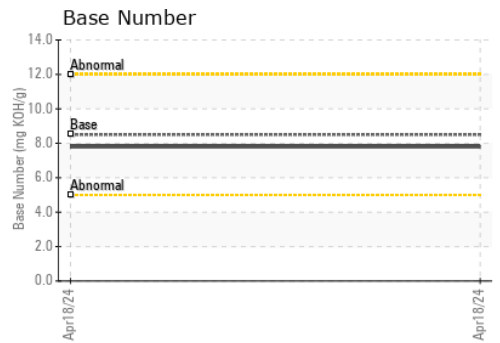 Base Number
Base Number (mg KOH/g)
14.0
12.0
10.0
8.0
6.0
4.0
2.0
0.0
Abnormal
Base
Abnormal
Apr18/24
Apr18/24